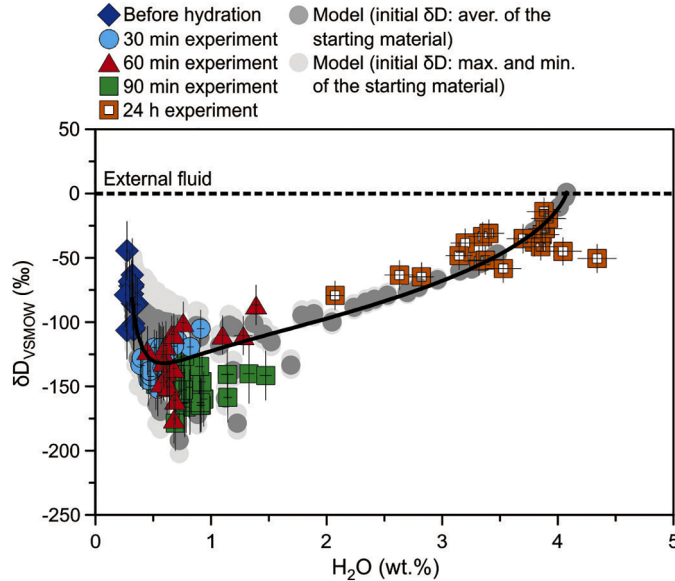 Before hydration
30 min experiment
60 min experiment
90 min experiment
24 h experiment
Model (initial δD: aver. of the
starting material)
Model (initial δD: max. and min.
of the starting material)
50
0
-50
-100
-150
-200
-250
External fluid
δD VSMOW (‰)
0 1 2 3 4 5
H₂O (wt.%)